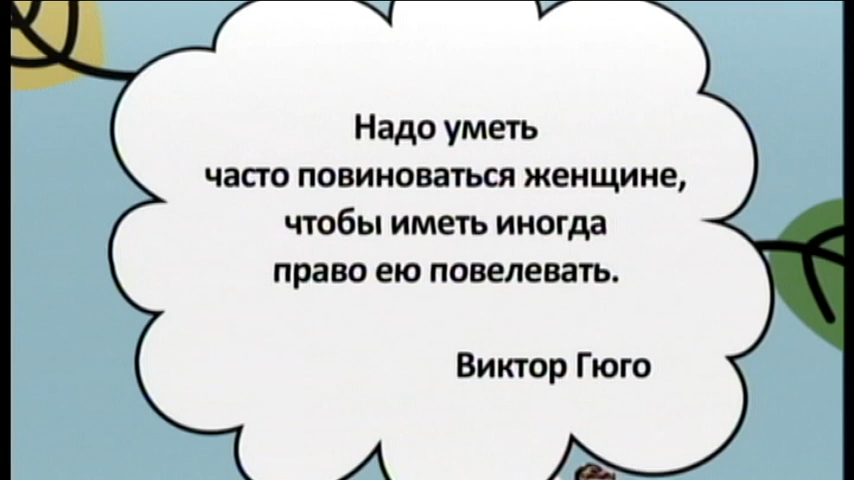 Надо уметь
часто повиноваться женщине,
чтобы иметь иногда
право ею повелевать.
Виктор Гюго